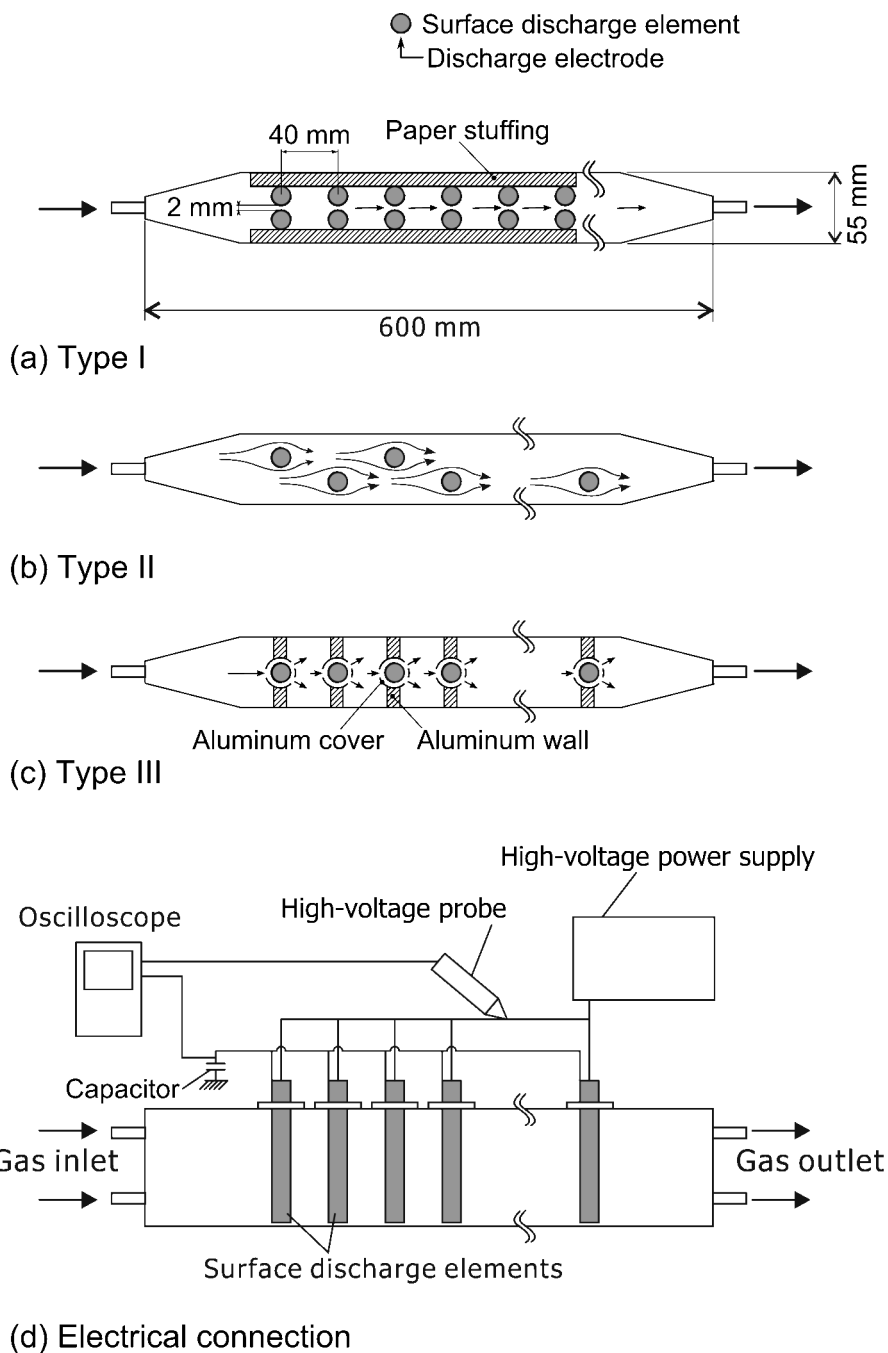 Surface discharge element
Discharge electrode
40 mm
Paper stuffing
2 mm
55 mm
600 mm
(a) Type I
(b) Type II
Aluminum cover
Aluminum wall
(c) Type III
High-voltage power supply
High-voltage probe
Oscilloscope
Capacitor
Gas inlet
Gas outlet
Surface discharge elements
(d) Electrical connection